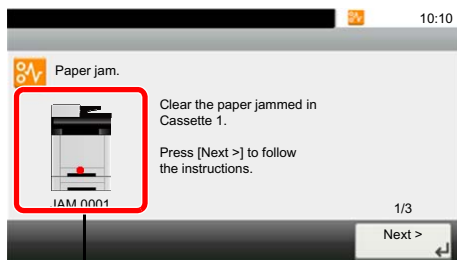 10:10
Paper jam.
Clear the paper jammed in
Cassette 1.
Press [Next >] to follow
the instructions.
JAM 0001
1/3
Next >